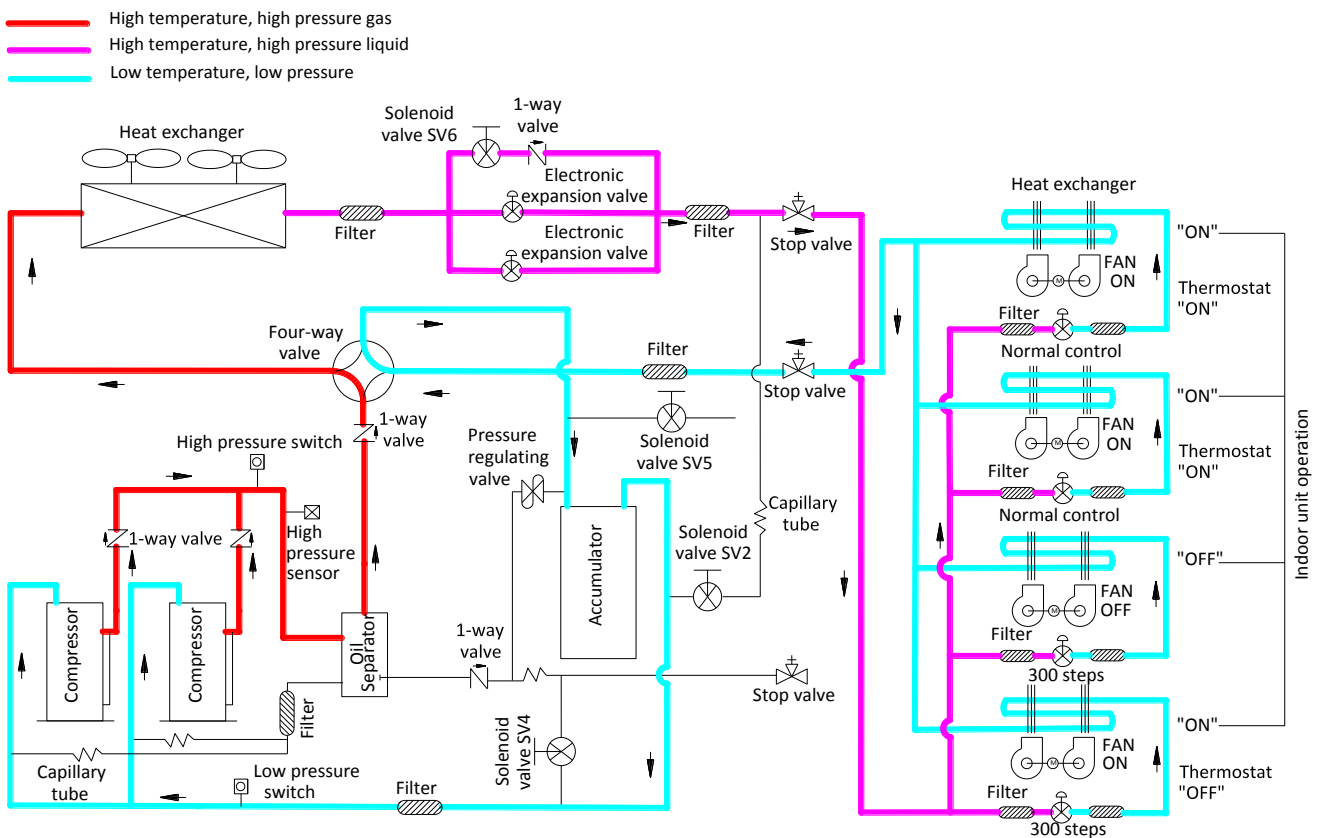 High temperature, high pressure gas
High temperature, high pressure liquid
Low temperature, low pressure
Heat exchanger
Solenoid
valve SV6
1-way
valve
Electronic
expansion valve
Electronic
expansion valve
Filter
Filter
Stop valve
Heat exchanger
"ON"
FAN
ON
Thermostat
"ON"
Filter
Normal control
Four-way
valve
Filter
Stop valve
"ON"
FAN
ON
Thermostat
"ON"
Filter
Normal control
1-way
valve
High pressure switch
Pressure
regulating
valve
Solenoid
valve SV5
Capillary
tube
Solenoid
valve SV2
1-way valve
High
pressure
sensor
Accumulator
"OFF"
FAN
OFF
Filter
300 steps
Compressor
Compressor
Oil
Separator
1-way
valve
Stop valve
Filter
Solenoid
valve SV4
Capillary
tube
Low pressure
switch
Filter
"ON"
M
M
M
M
FAN
ON
Thermostat
"OFF"
Filter
300 steps
Indoor unit operation